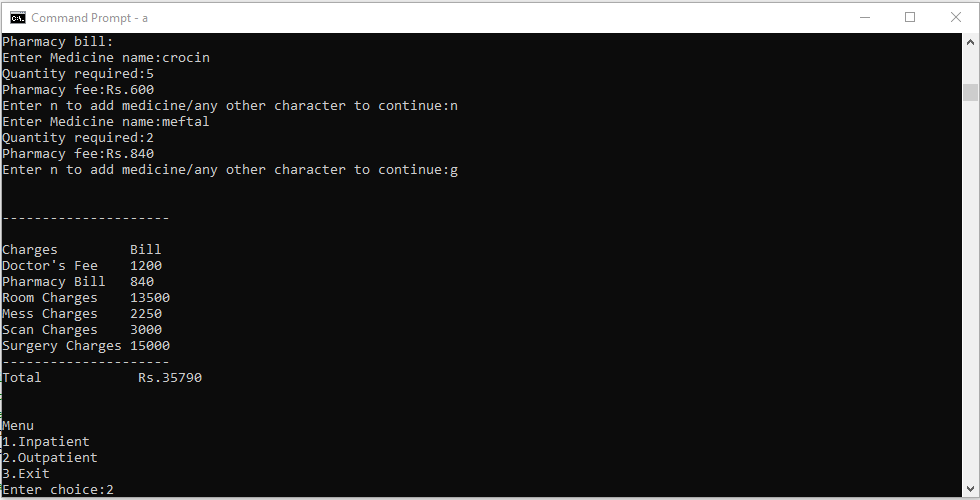 Command Prompt - a
Pharmacy bill:
Enter Medicine name:crocin
Quantity required:5
Pharmacy fee:Rs.600
Enter n to add medicine/any other character to continue:n
Enter Medicine name:meftal
Quantity required:2
Pharmacy fee:Rs.840
Enter n to add medicine/any other character to continue:g
---------------------
Charges         Bill
Doctor's Fee    1200
Pharmacy Bill   840
Room Charges    13500
Mess Charges    2250
Scan Charges    3000
Surgery Charges 15000
---------------------
Total            Rs.35790
Menu
1.Inpatient
2.Outpatient
3.Exit
Enter choice:2